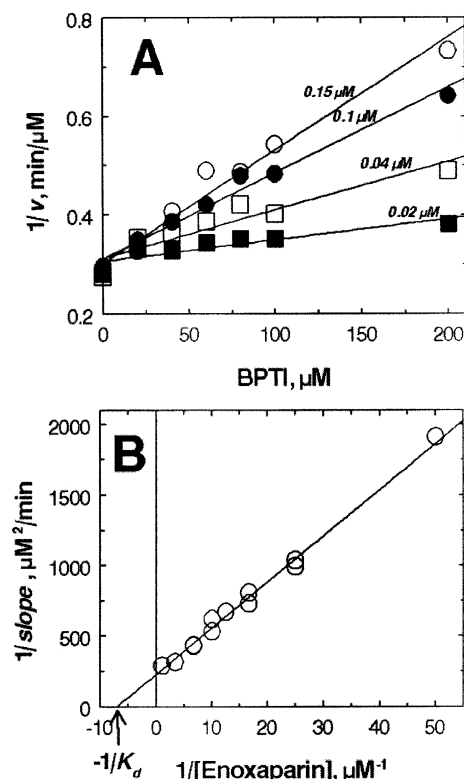 A
0.8
0.6
0.4
0.2
1/v, min/μM
0.15 μM
0.1 μM
0.04 μM
0.02 μM
0 50 100 150 200
BPTI, μM
B
2000
1500
1000
500
0
1/slope, μM²/min
-10 0 10 20 30 40 50
-1/Kd
1/[Enoxaparin], μM⁻¹